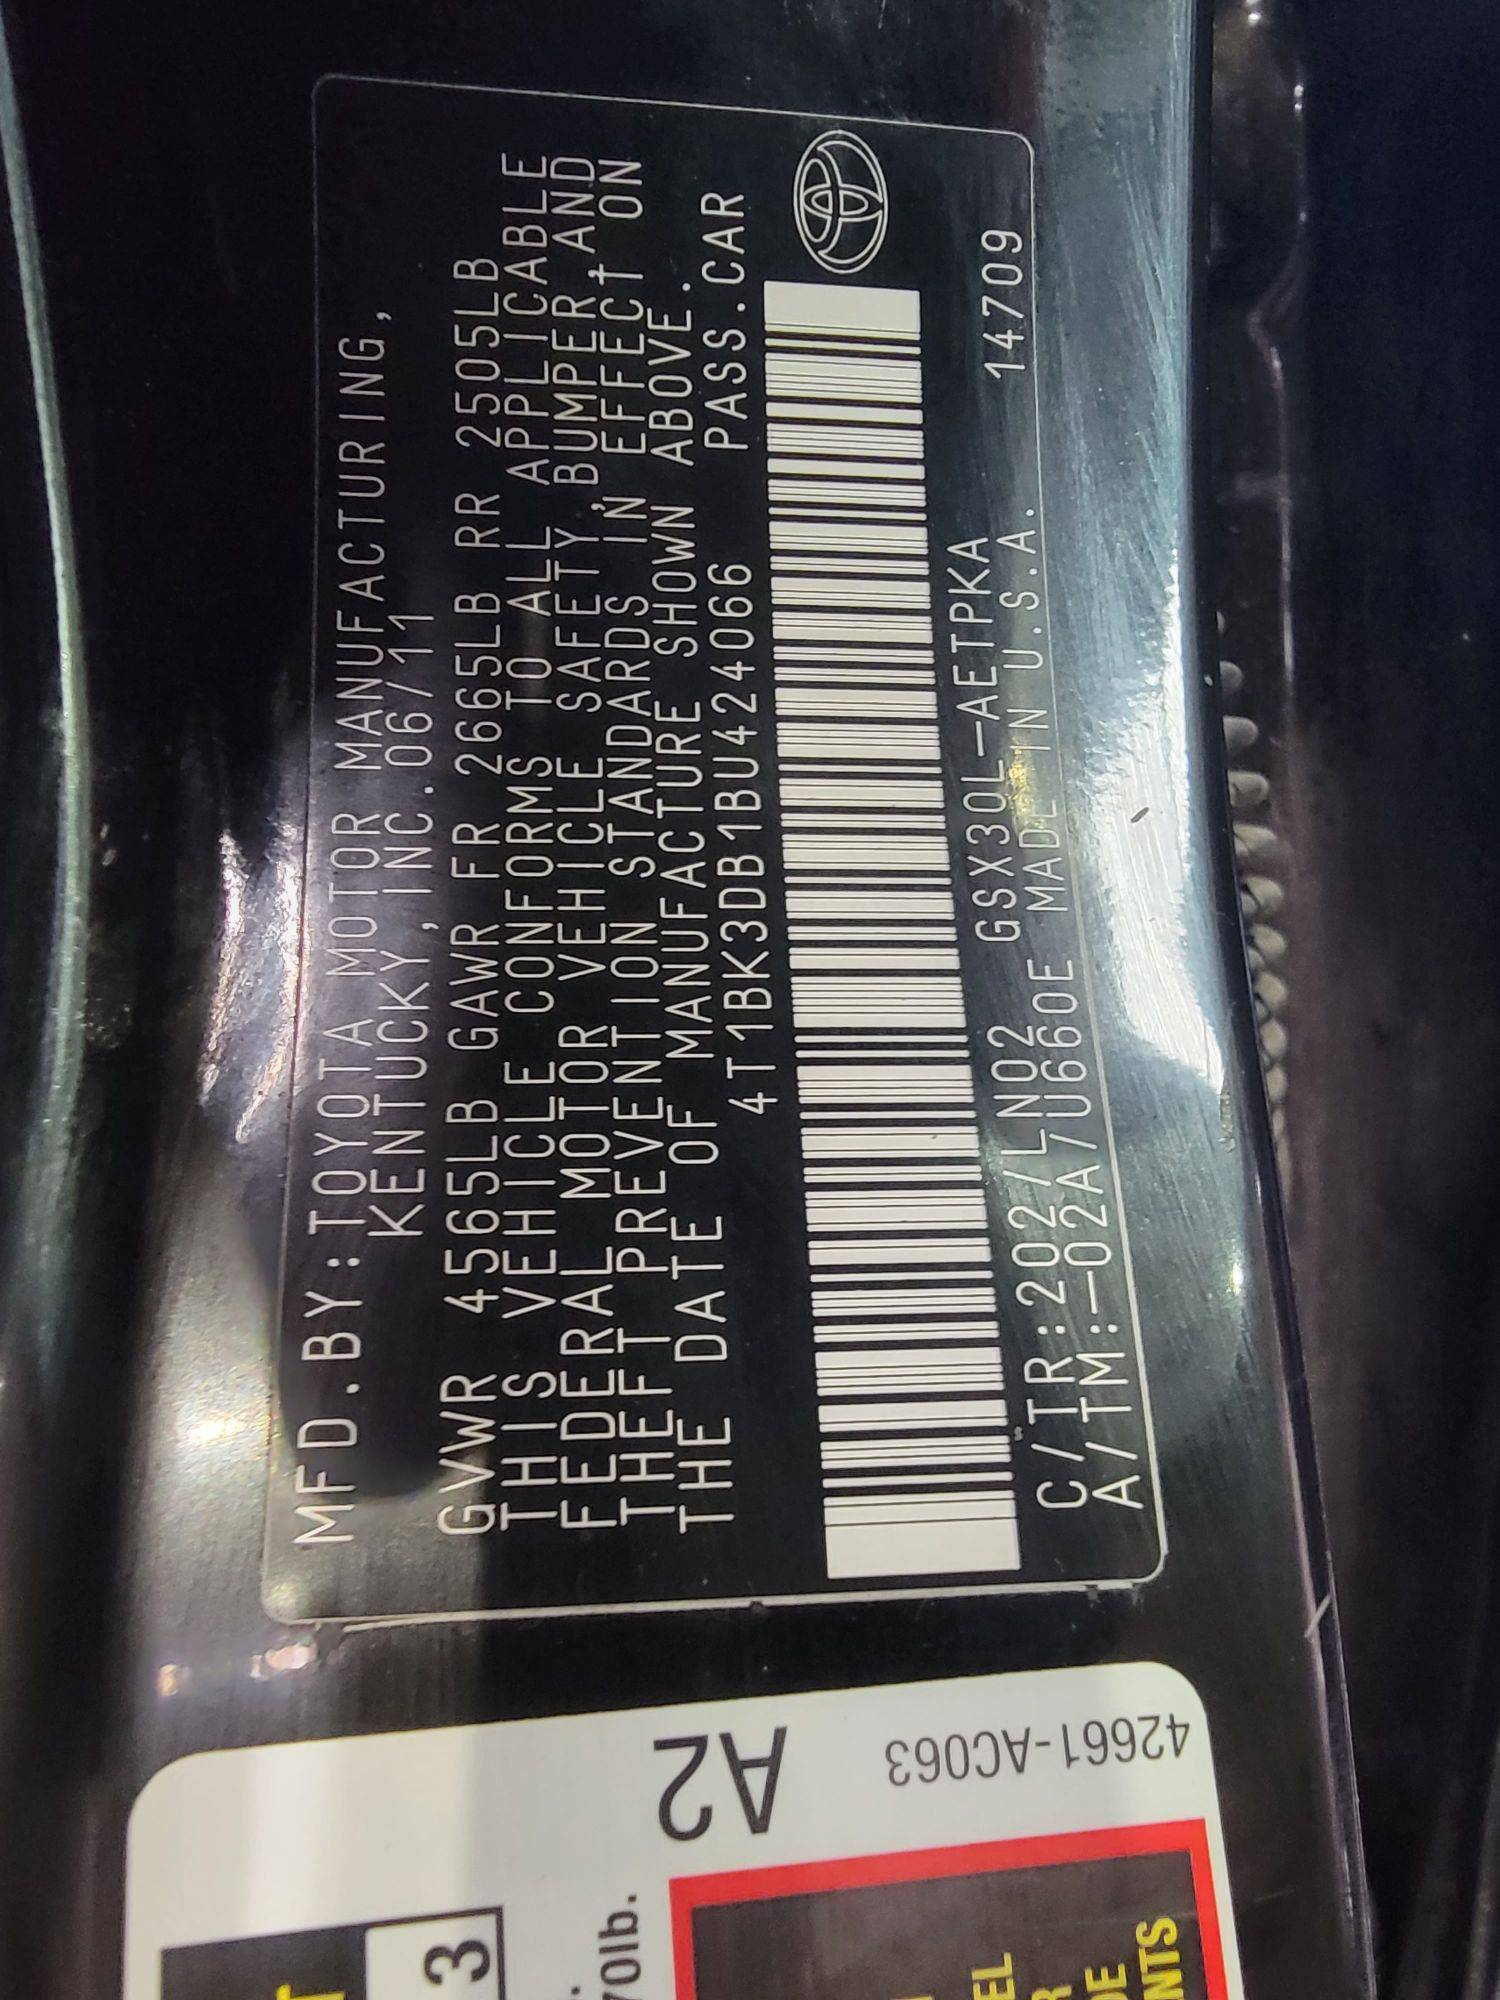 MFD.BY:TOYOTA MOTOR MANUFACTURING,
KENTUCKY,INC.06/11
GVWR 4565LB GAWR FR 2665LB RR 2505LB
THIS VEHICLE CONFORMS TO ALL APPLICABLE
FEDERAL MOTOR VEHICLE SAFETY,BUMPER,AND
THEFT PREVENTION STANDARDS IN EFFECT ON
THE DATE OF MANUFACTURE SHOWN ABOVE.
4T1BK3DB1BU424066 PASS.CAR
C/TR:202/LN02 GSX30L-AETPKA 14709
A/TM:-02A/U660E MADE IN U.S.A.
A2
42661-AC063
3
70lb.